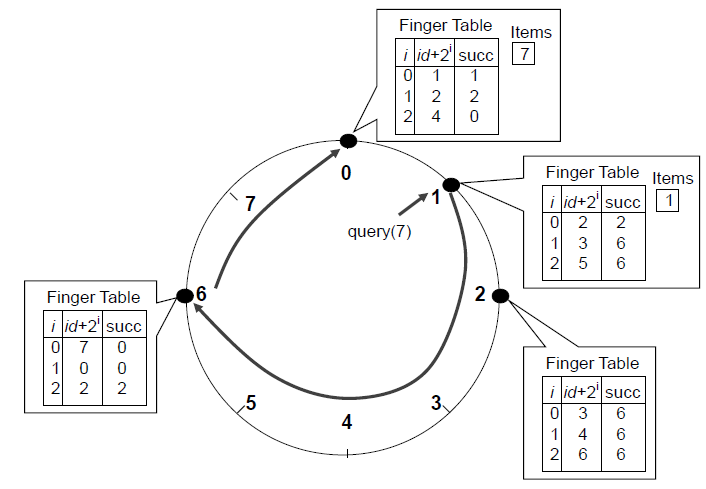 Finger Table
Items
i id+2^i succ
7
0 1 1
1 2 2
2 4 0
0
7
1
query(7)
Finger Table
Items
i id+2^i succ
1
0 2 2
1 3 6
2 5 6
6
2
Finger Table
i id+2^i succ
0 7 0
1 0 0
2 2 2
5
4
3
Finger Table
i id+2^i succ
0 3 6
1 4 6
2 6 6